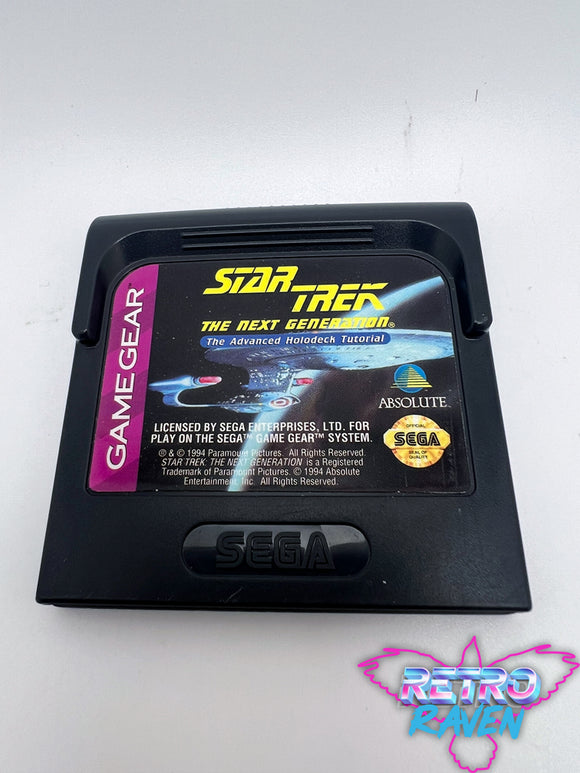 GAME GEAR™
STAR TREK
THE NEXT GENERATION®
The Advanced Holodeck Tutorial
ABSOLUTE™
LICENSED BY SEGA ENTERPRISES, LTD. FOR
PLAY ON THE SEGA™ GAME GEAR™ SYSTEM.
® & © 1994 Paramount Pictures. All Rights Reserved.
STAR TREK: THE NEXT GENERATION is a Registered
Trademark of Paramount Pictures. © 1994 Absolute
Entertainment, Inc. All Rights Reserved.
OFFICIAL
SEGA
SEAL OF
QUALITY
SEGA
RETRO
RAVEN